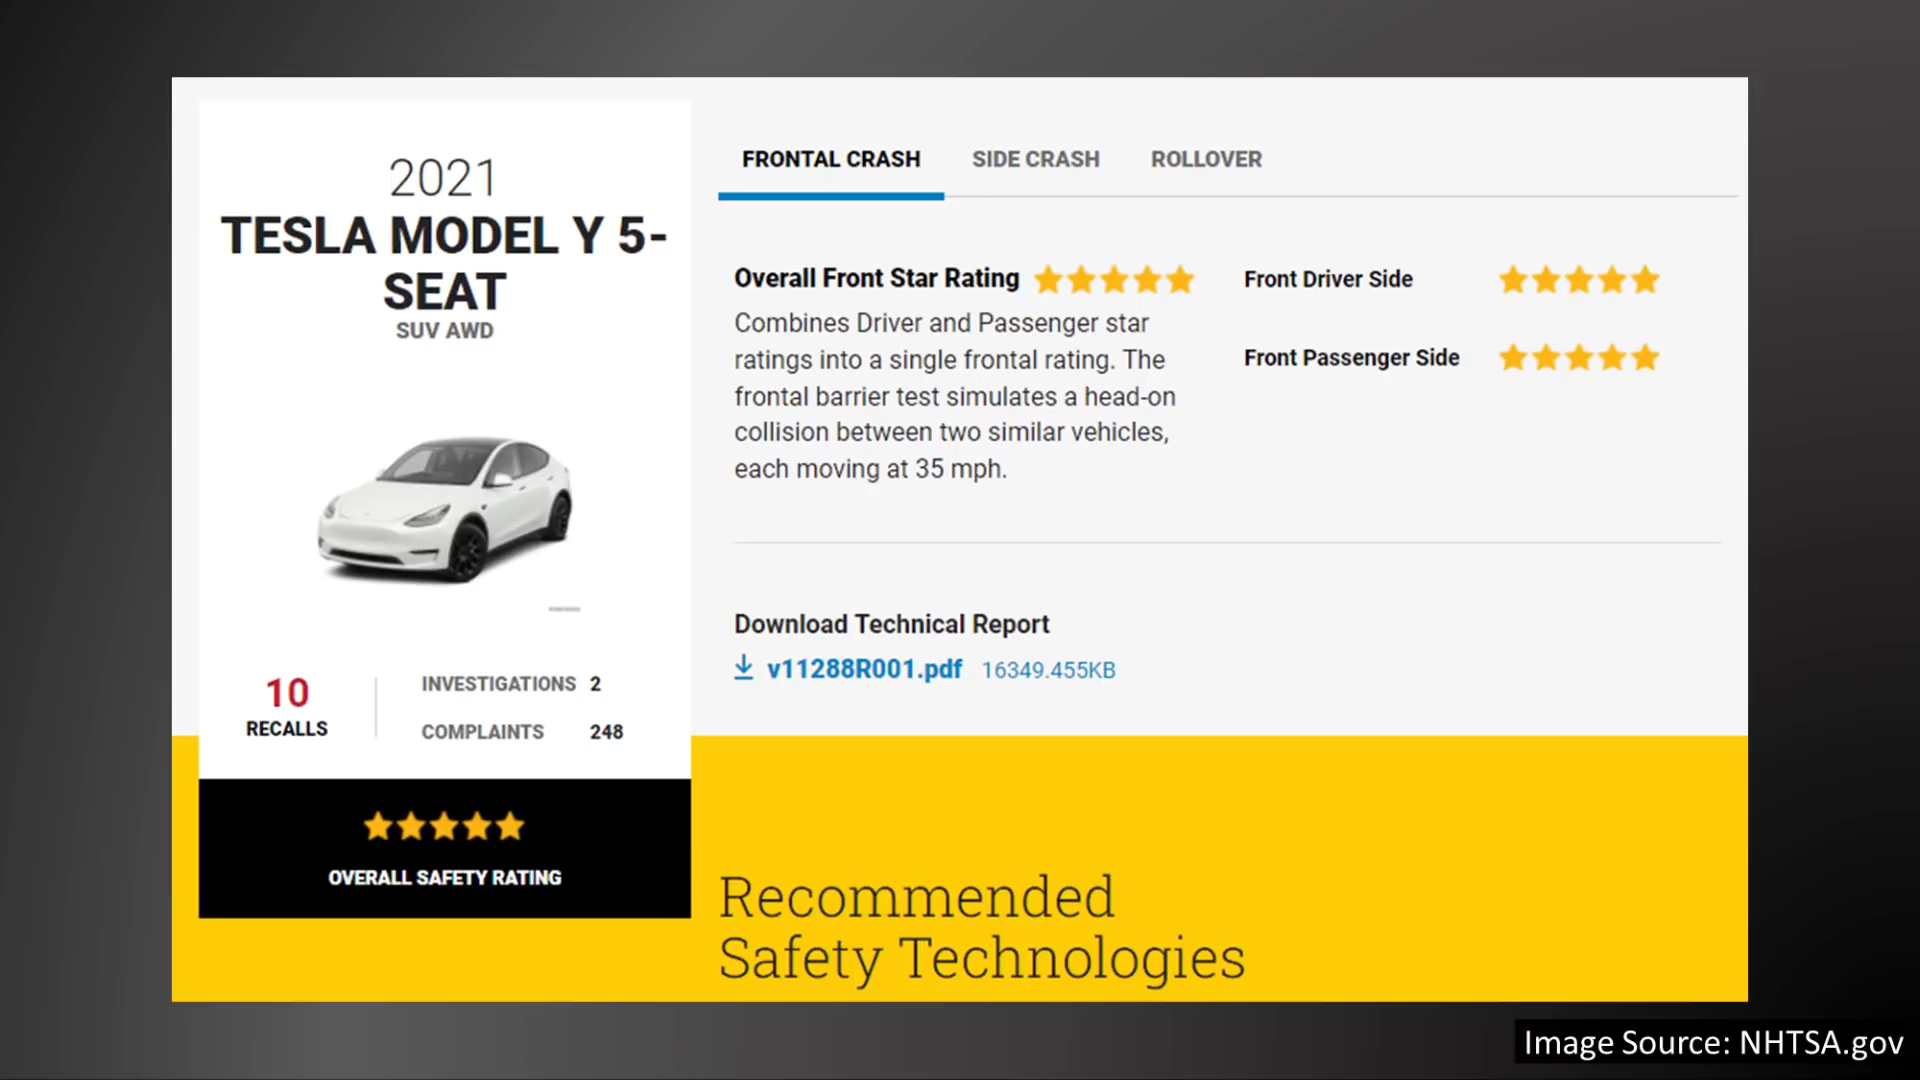 2021
TESLA MODEL Y 5-
SEAT
SUV AWD
10
RECALLS
INVESTIGATIONS 2
COMPLAINTS 248
OVERALL SAFETY RATING
FRONTAL CRASH SIDE CRASH ROLLOVER
Overall Front Star Rating
Combines Driver and Passenger star
ratings into a single frontal rating. The
frontal barrier test simulates a head-on
collision between two similar vehicles,
each moving at 35 mph.
Front Driver Side
Front Passenger Side
Download Technical Report
v11288R001.pdf 16349.455KB
Recommended
Safety Technologies
Image Source: NHTSA.gov